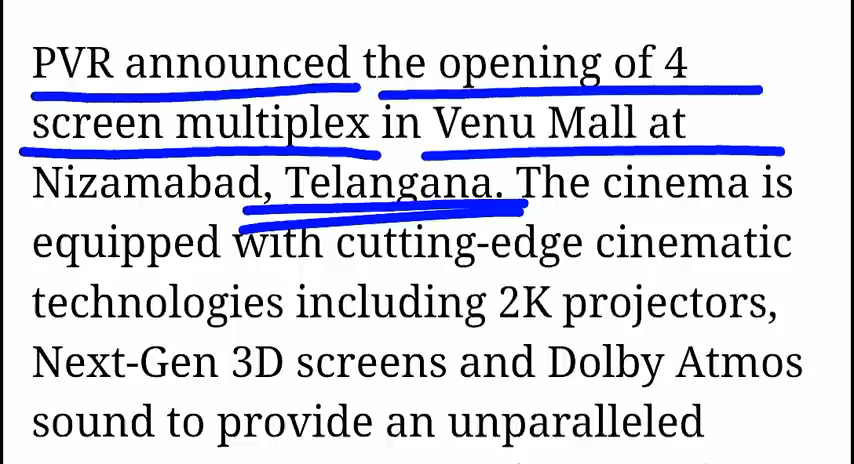 PVR announced the opening of 4
screen multiplex in Venu Mall at
Nizamabad, Telangana. The cinema is
equipped with cutting-edge cinematic
technologies including 2K projectors,
Next-Gen 3D screens and Dolby Atmos
sound to provide an unparalleled